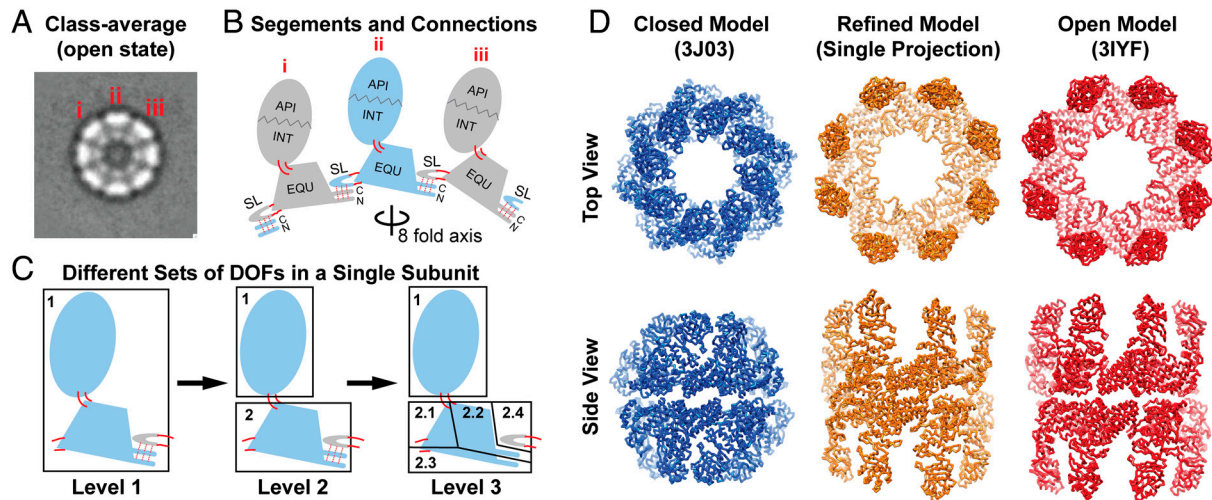 A
Class-average
(open state)
i
ii
iii
B
Segements and Connections
i
ii
iii
API
INT
API
INT
API
INT
EQU
EQU
EQU
SL
SL
SL
SL
C
N
C
N
C
N
8 fold axis
C
Different Sets of DOFs in a Single Subunit
1
1
2
1
2.1
2.2
2.4
2.3
Level 1
Level 2
Level 3
D
Closed Model
(3J03)
Refined Model
(Single Projection)
Open Model
(3IYF)
Top View
Side View